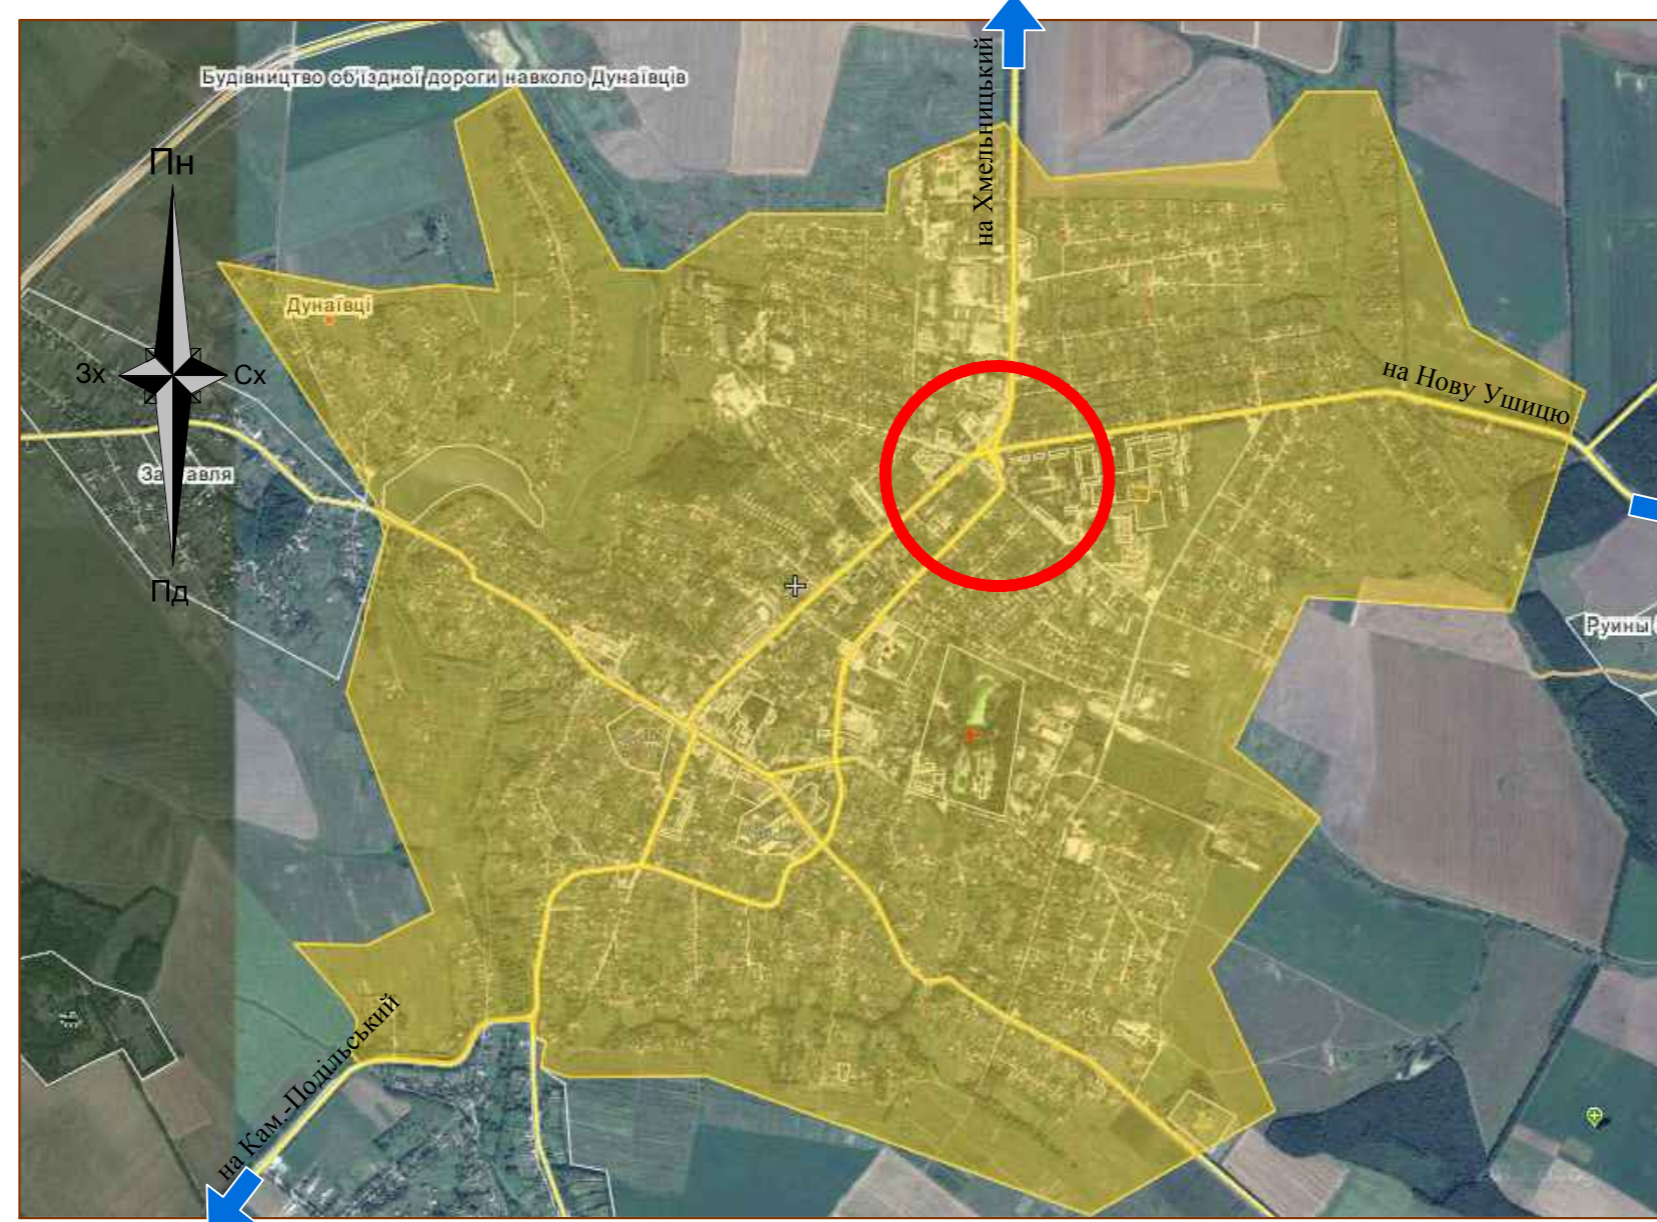 Будівництво об'їздної дороги навколо Дунаївців
на Хмельницький
Пн
Дунаївці
Зх
Сх
на Нову Ушицю
Пд
Руины
на Кам.-Подільський